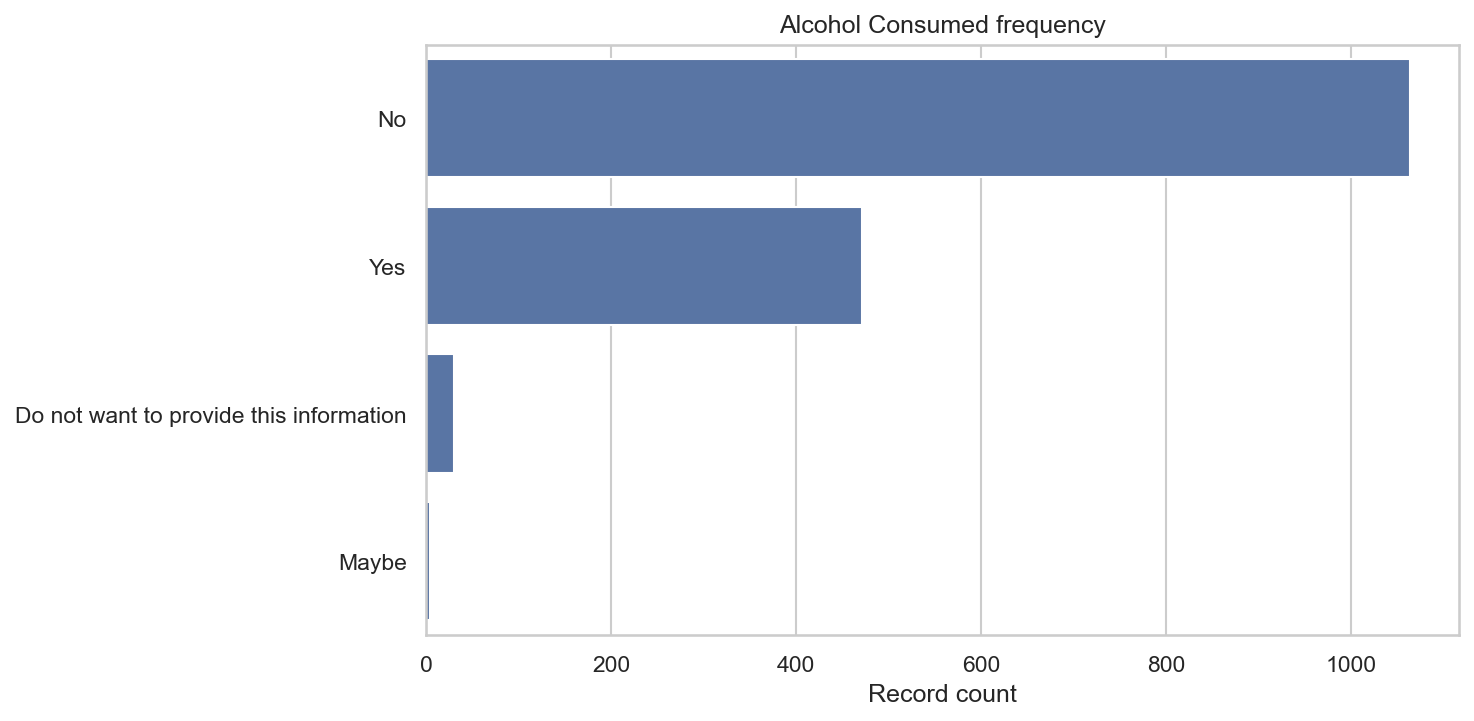 Alcohol Consumed frequency
No
Yes
Do not want to provide this information
Maybe
0 200 400 600 800 1000
Record count